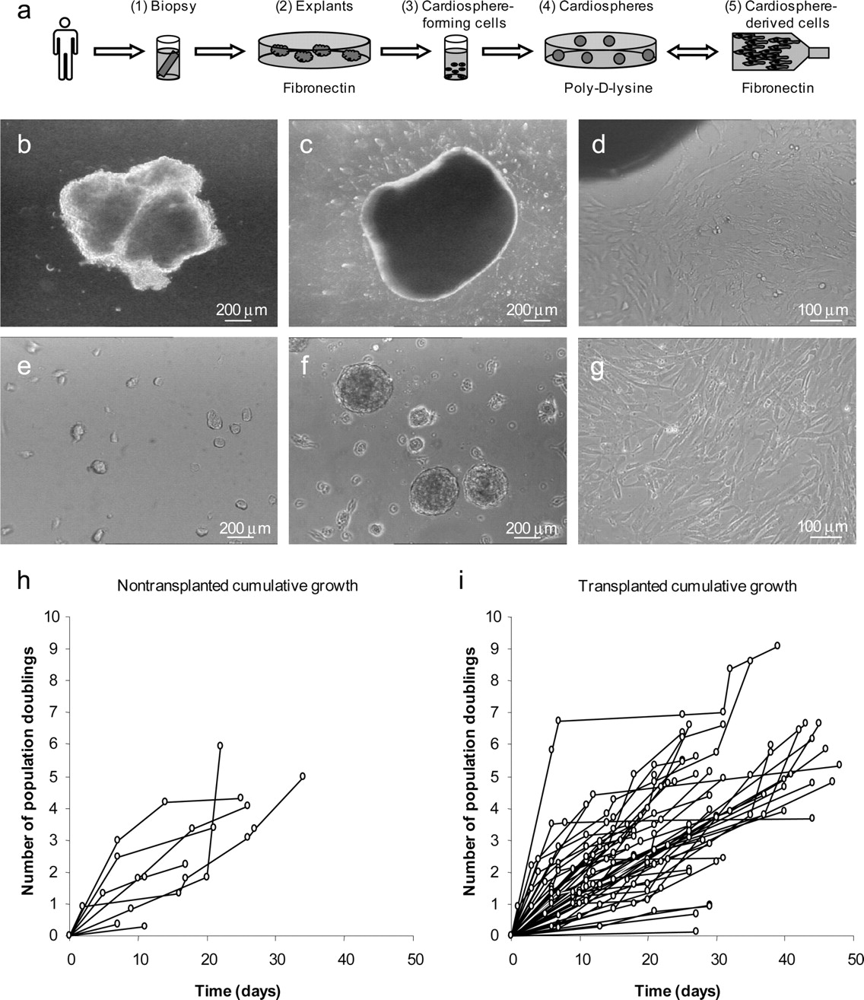 a
(1) Biopsy
(2) Explants
(3) Cardiosphere-
forming cells
(4) Cardiospheres
(5) Cardiosphere-
derived cells
Fibronectin
Poly-D-lysine
Fibronectin
b
200 μm
c
200 μm
d
100 μm
e
200 μm
f
200 μm
g
100 μm
h
Nontransplanted cumulative growth
Number of population doublings
10
9
8
7
6
5
4
3
2
1
0
0 10 20 30 40 50
Time (days)
i
Transplanted cumulative growth
Number of population doublings
10
9
8
7
6
5
4
3
2
1
0
0 10 20 30 40 50
Time (days)